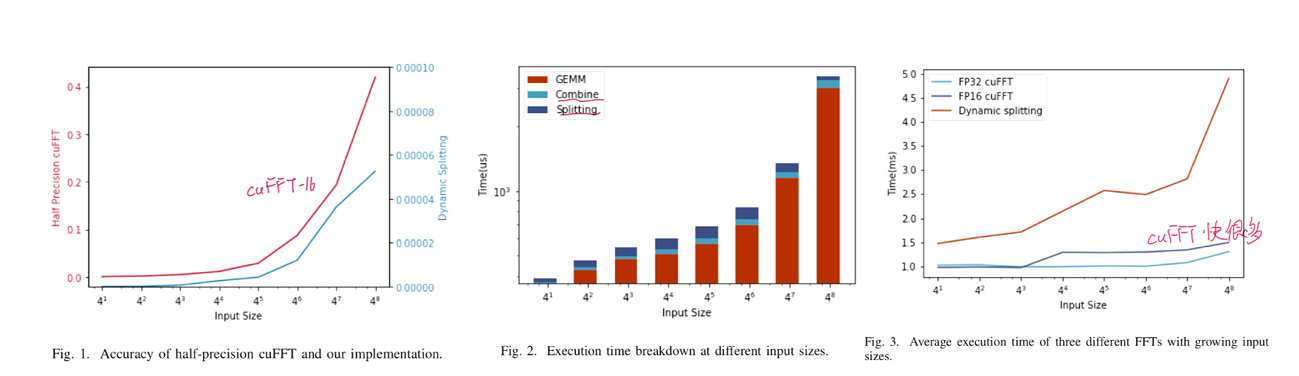 0.4
0.3
0.2
0.1
0.0
Half Precision cuFFT
0.00010
0.00008
0.00006
0.00004
0.00002
0.00000
Dynamic Splitting
cuFFT-16
4¹ 4² 4³ 4⁴ 4⁵ 4⁶ 4⁷ 4⁸
Input Size
Fig. 1. Accuracy of half-precision cuFFT and our implementation.
GEMM
Combine
Splitting
Time(us)
10³
4¹ 4² 4³ 4⁴ 4⁵ 4⁶ 4⁷ 4⁸
Input Size
Fig. 2. Execution time breakdown at different input sizes.
FP32 cuFFT
FP16 cuFFT
Dynamic splitting
5.0
4.5
4.0
3.5
3.0
2.5
2.0
1.5
1.0
Time(ms)
cuFFT 快很多
4¹ 4² 4³ 4⁴ 4⁵ 4⁶ 4⁷ 4⁸
Input Size
Fig. 3. Average execution time of three different FFTs with growing input
sizes.